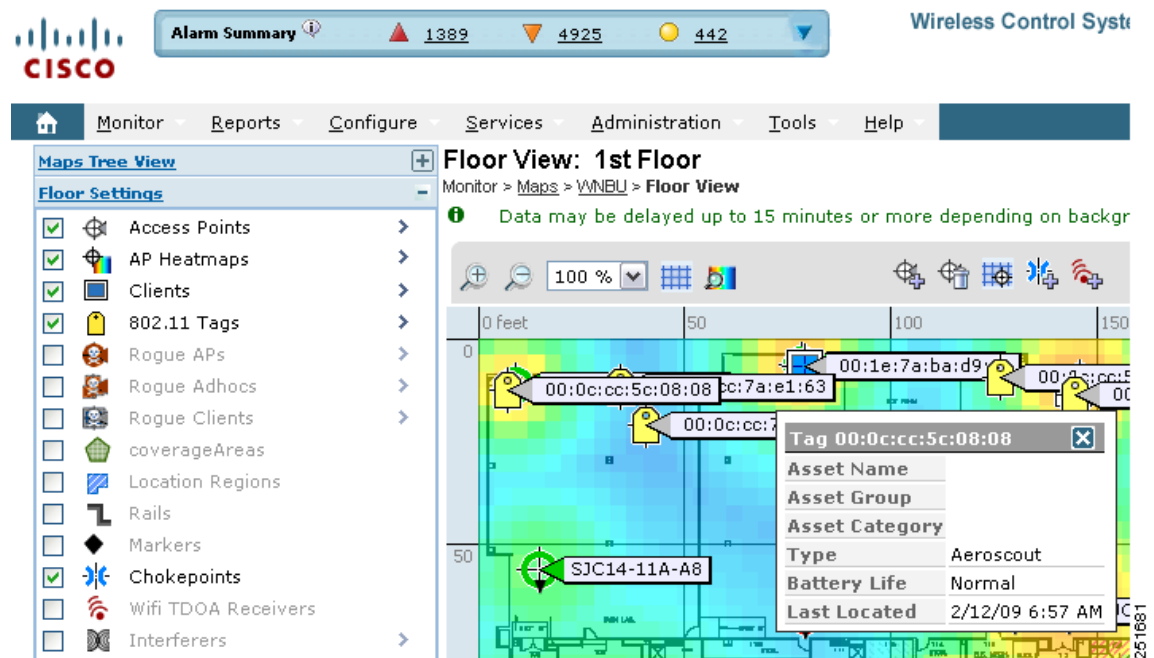 Alarm Summary 1389 4925 442
Wireless Control Syste
CISCO
Monitor Reports Configure Services Administration Tools Help
Maps Tree View
Floor Settings
Access Points
AP Heatmaps
Clients
802.11 Tags
Rogue APs
Rogue Adhocs
Rogue Clients
coverageAreas
Location Regions
Rails
Markers
Chokepoints
Wifi TDOA Receivers
Interferers
Floor View: 1st Floor
Monitor > Maps > WNBU > Floor View
Data may be delayed up to 15 minutes or more depending on backgr
100 %
0 feet 50 100 150
0
00:1e:7a:ba:d9
00:0c:cc:5c:08:08
cc:7a:e1:63
00:0c:cc:7
Tag 00:0c:cc:5c:08:08
Asset Name
Asset Group
Asset Category
Type Aeroscout
Battery Life Normal
Last Located 2/12/09 6:57 AM
50
SJC14-11A-A8
251681